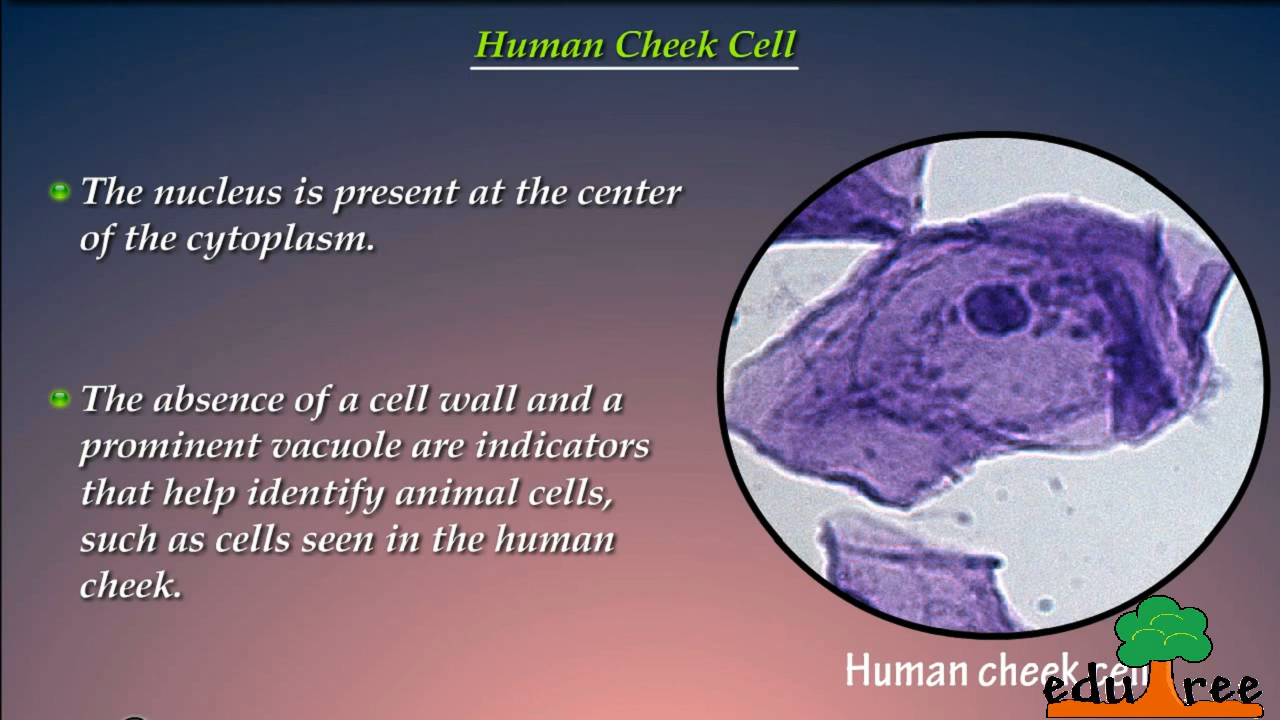 Human Cheek Cell
The nucleus is present at the center
of the cytoplasm.
The absence of a cell wall and a
prominent vacuole are indicators
that help identify animal cells,
such as cells seen in the human
cheek.
Human cheek cell
edu ree